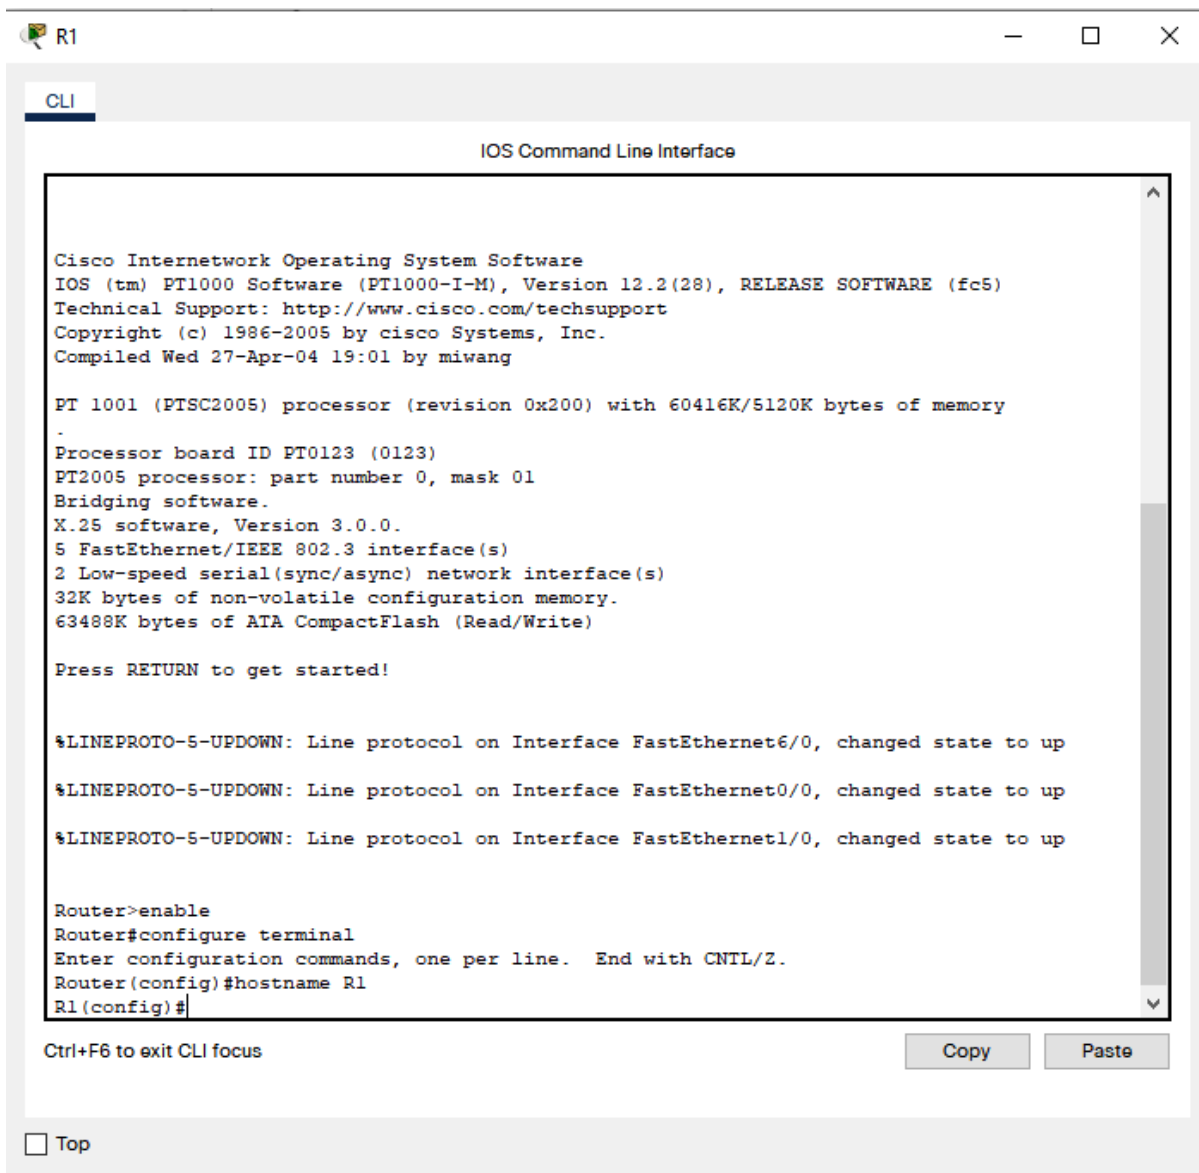 R1
CLI
IOS Command Line Interface
Cisco Internetwork Operating System Software
IOS (tm) PT1000 Software (PT1000-I-M), Version 12.2(28), RELEASE SOFTWARE (fc5)
Technical Support: http://www.cisco.com/techsupport
Copyright (c) 1986-2005 by cisco Systems, Inc.
Compiled Wed 27-Apr-04 19:01 by miwang
PT 1001 (PTSC2005) processor (revision 0x200) with 60416K/5120K bytes of memory
.
Processor board ID PT0123 (0123)
PT2005 processor: part number 0, mask 01
Bridging software.
X.25 software, Version 3.0.0.
5 FastEthernet/IEEE 802.3 interface(s)
2 Low-speed serial(sync/async) network interface(s)
32K bytes of non-volatile configuration memory.
63488K bytes of ATA CompactFlash (Read/Write)
Press RETURN to get started!
%LINEPROTO-5-UPDOWN: Line protocol on Interface FastEthernet6/0, changed state to up
%LINEPROTO-5-UPDOWN: Line protocol on Interface FastEthernet0/0, changed state to up
%LINEPROTO-5-UPDOWN: Line protocol on Interface FastEthernet1/0, changed state to up
Router>enable
Router#configure terminal
Enter configuration commands, one per line.  End with CNTL/Z.
Router(config)#hostname R1
R1(config)#
Ctrl+F6 to exit CLI focus
Copy
Paste
Top